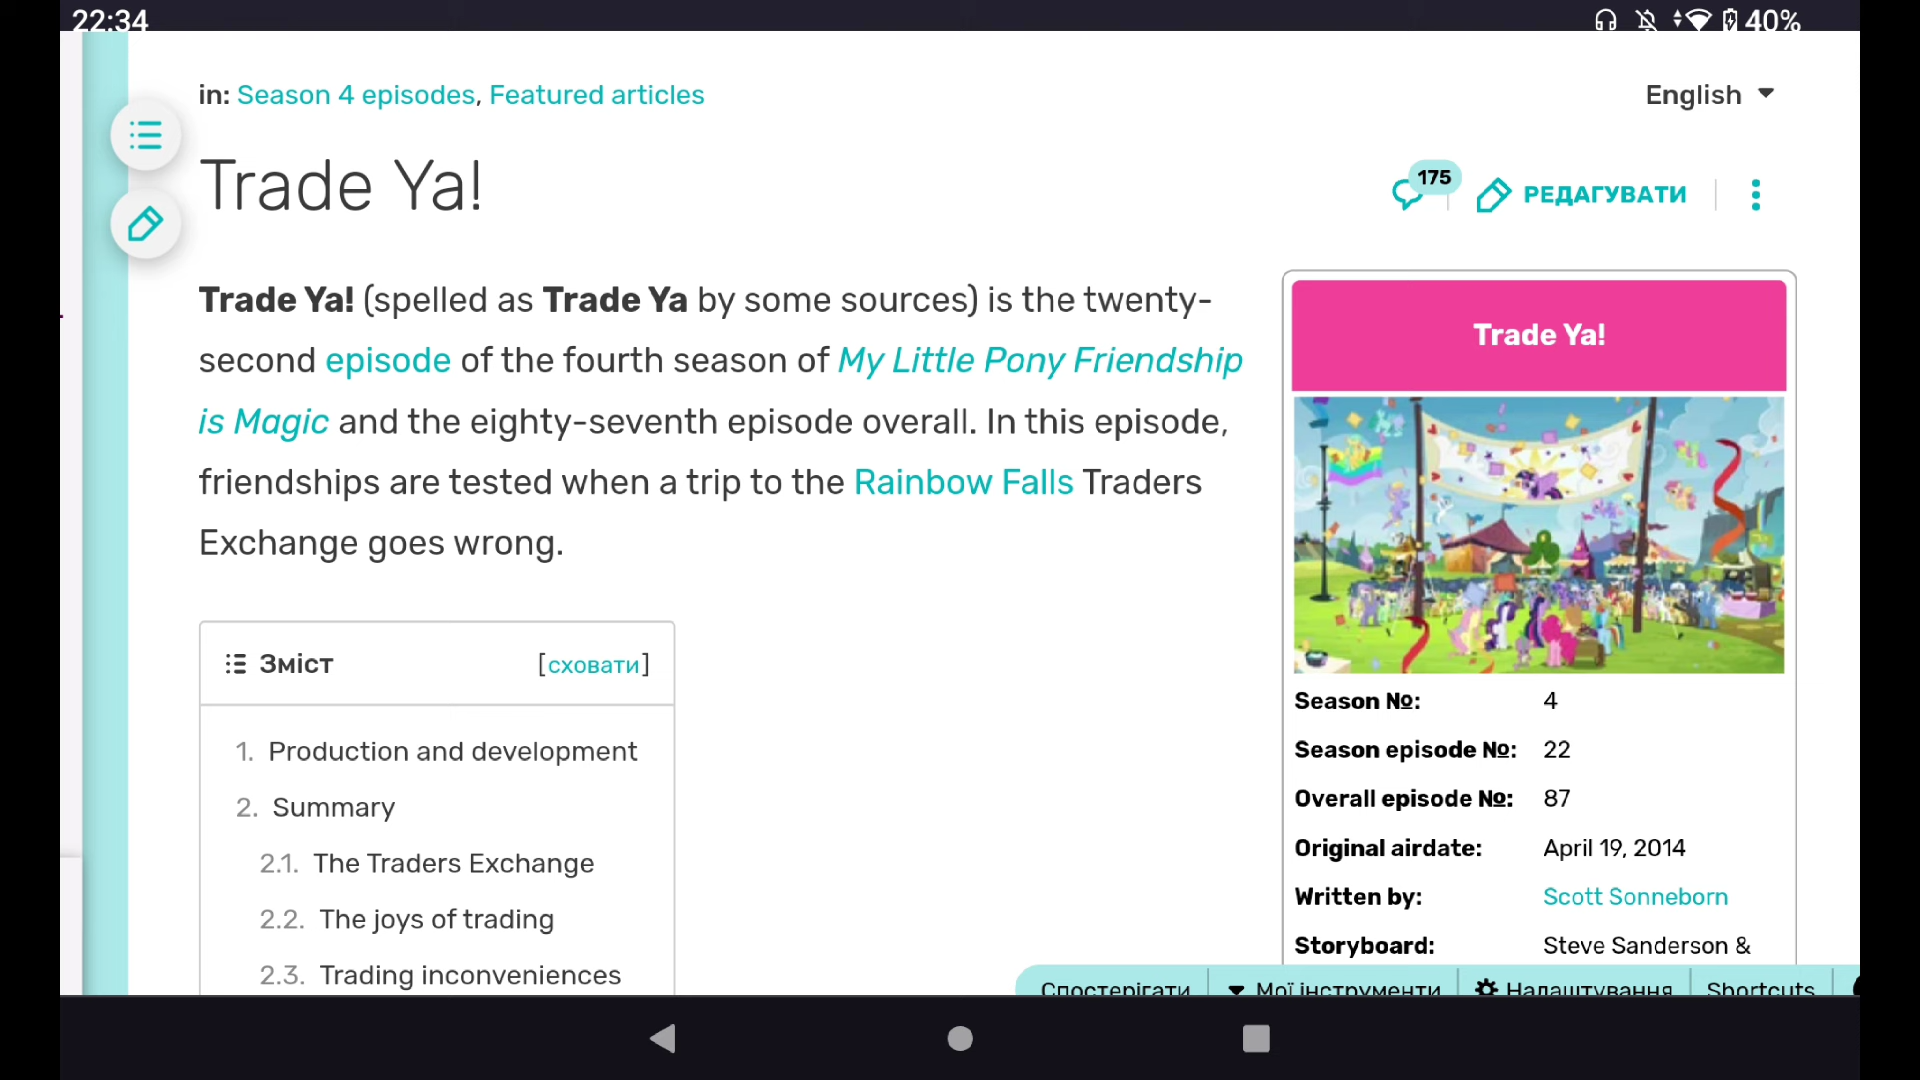 22:34
40%
in: Season 4 episodes, Featured articles
English
Trade Ya!
175
РЕДАГУВАТИ
Trade Ya! (spelled as Trade Ya by some sources) is the twenty-
second episode of the fourth season of My Little Pony Friendship
is Magic and the eighty-seventh episode overall. In this episode,
friendships are tested when a trip to the Rainbow Falls Traders
Exchange goes wrong.
Зміст [сховати]
1. Production and development
2. Summary
2.1. The Traders Exchange
2.2. The joys of trading
2.3. Trading inconveniences
Trade Ya!
Season №: 4
Season episode №: 22
Overall episode №: 87
Original airdate: April 19, 2014
Written by: Scott Sonneborn
Storyboard: Steve Sanderson &
Спостерігати
Мої інструменти
Налаштування
Shortcuts